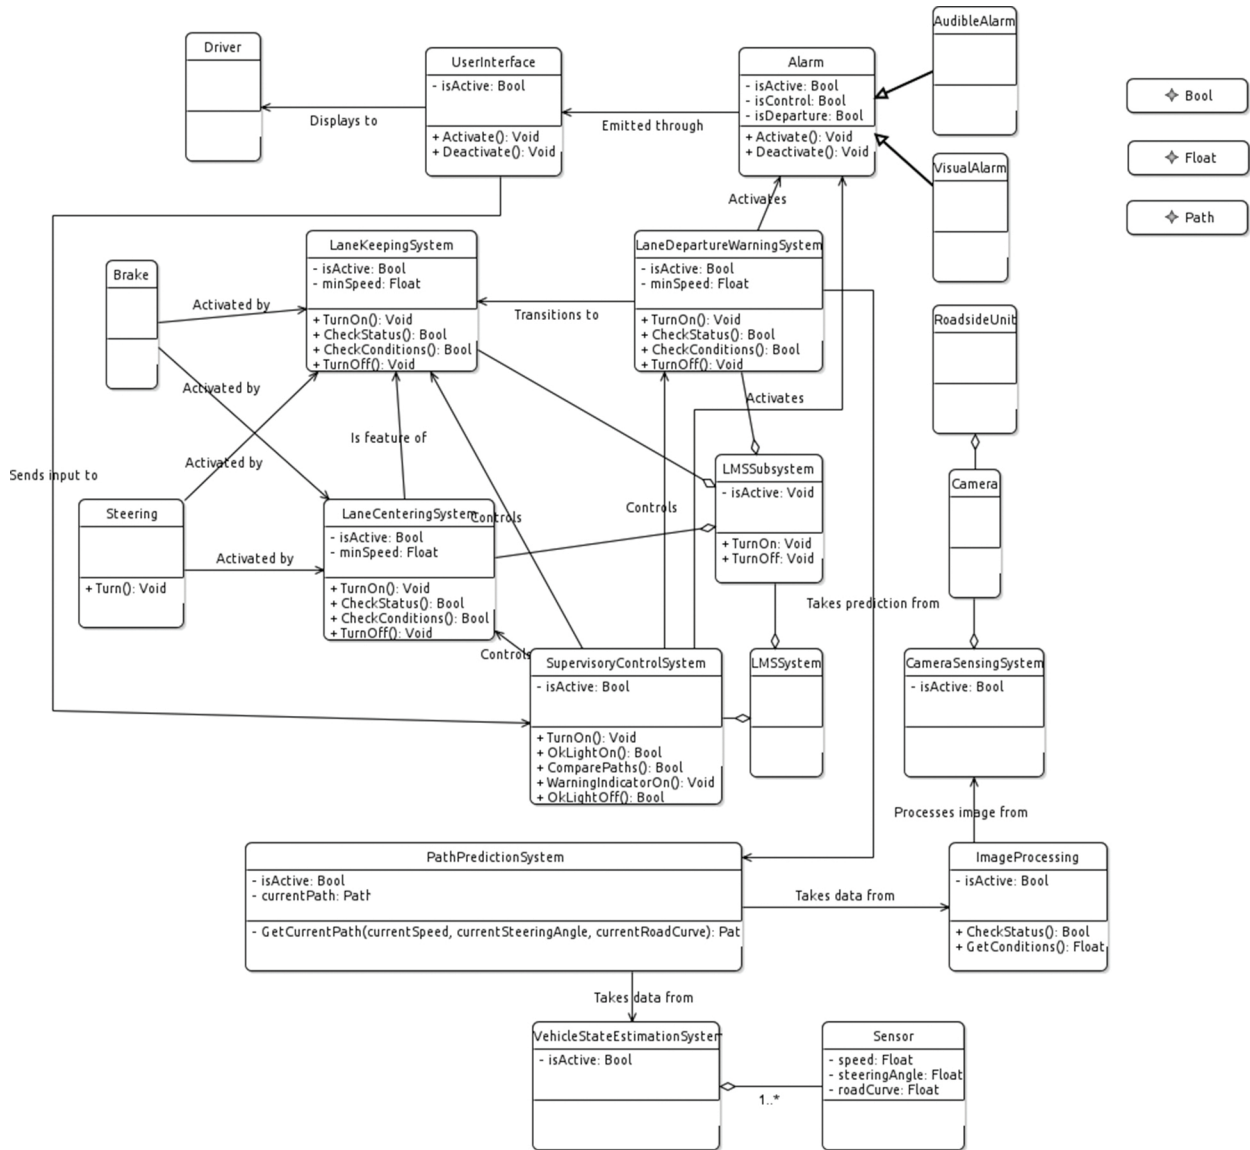 Driver
UserInterface
- isActive: Bool
+ Activate(): Void
+ Deactivate(): Void
Displays to
Emitted through
Alarm
- isActive: Bool
- isControl: Bool
- isDeparture: Bool
+ Activate(): Void
+ Deactivate(): Void
AudibleAlarm
VisualAlarm
Bool
Float
Path
Activates
LaneKeepingSystem
- isActive: Bool
- minSpeed: Float
+ TurnOn(): Void
+ CheckStatus(): Bool
+ CheckConditions(): Bool
+ TurnOff(): Void
Transitions to
LaneDepartureWarningSystem
- isActive: Bool
- minSpeed: Float
+ TurnOn(): Void
+ CheckStatus(): Bool
+ CheckConditions(): Bool
+ TurnOff(): Void
Brake
Activated by
Activated by
Activated by
Activated by
Is feature of
Sends input to
Steering
+ Turn(): Void
LaneCenteringSystem
- isActive: Bool
- minSpeed: Float
+ TurnOn(): Void
+ CheckStatus(): Bool
+ CheckConditions(): Bool
+ TurnOff(): Void
Controls
Controls
Controls
Activates
LMSSubsystem
- isActive: Void
+ TurnOn: Void
+ TurnOff: Void
RoadsideUnit
Camera
Takes prediction from
SupervisoryControlSystem
- isActive: Bool
+ TurnOn(): Void
+ OkLightOn(): Bool
+ ComparePaths(): Bool
+ WarningIndicatorOn(): Void
+ OkLightOff(): Bool
LMSSystem
CameraSensingSystem
- isActive: Bool
Processes image from
PathPredictionSystem
- isActive: Bool
- currentPath: Path
- GetCurrentPath(currentSpeed, currentSteeringAngle, currentRoadCurve): Pat
Takes data from
ImageProcessing
- isActive: Bool
+ CheckStatus(): Bool
+ GetConditions(): Float
Takes data from
VehicleStateEstimationSystem
- isActive: Bool
1..*
Sensor
- speed: Float
- steeringAngle: Float
- roadCurve: Float